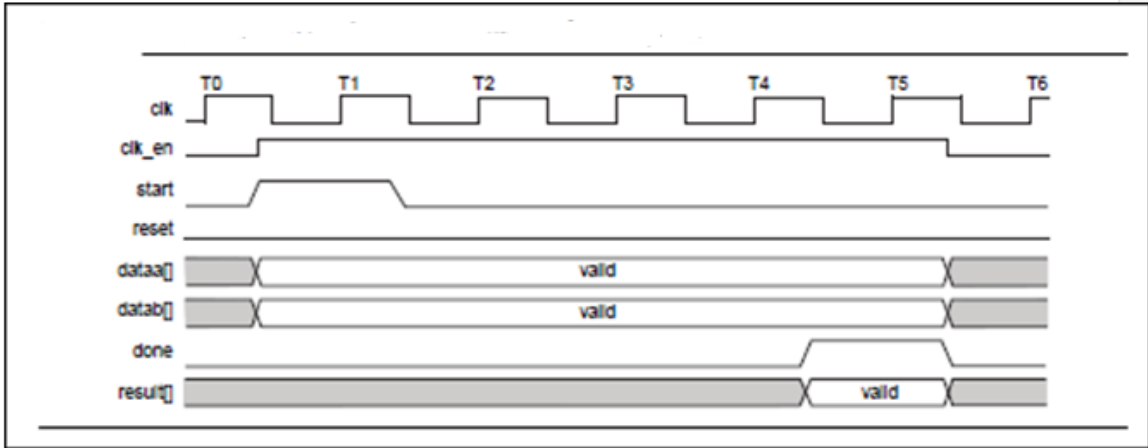 T0 T1 T2 T3 T4 T5 T6
clk
clk_en
start
reset
dataa[] valid
datab[] valid
done
result[] valid